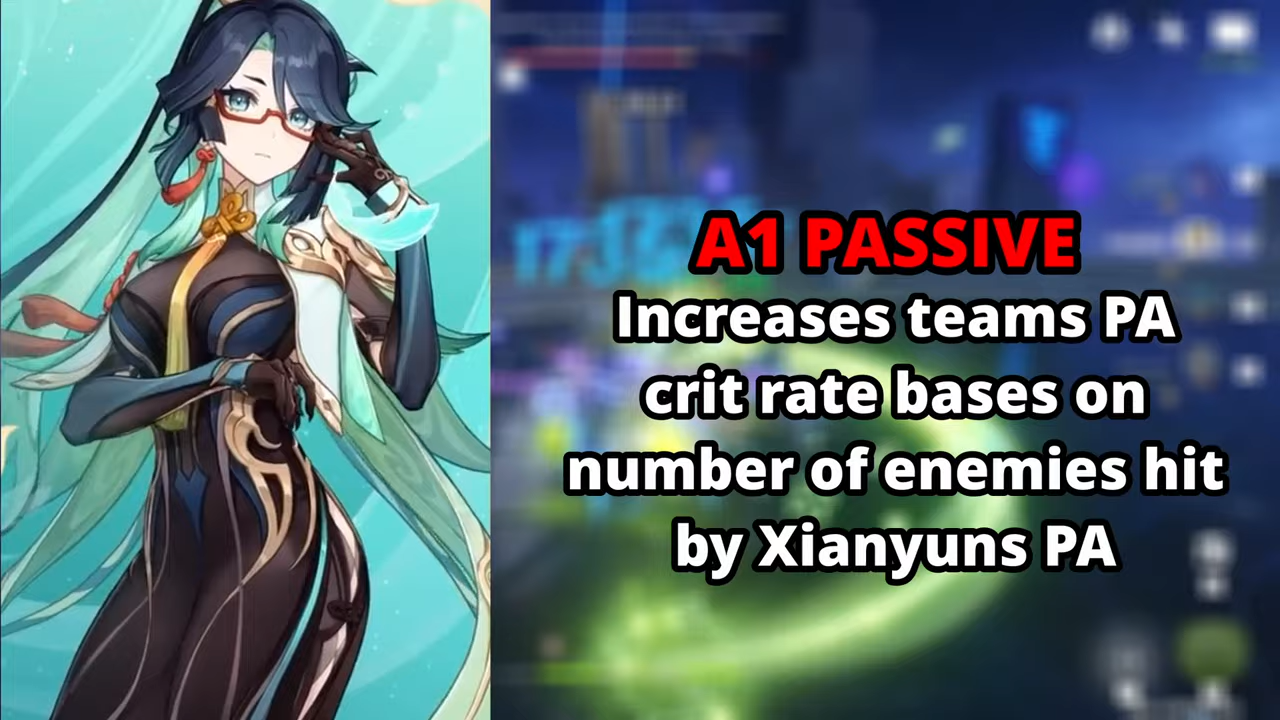 A1 PASSIVE
Increases teams PA
crit rate bases on
number of enemies hit
by Xianyuns PA